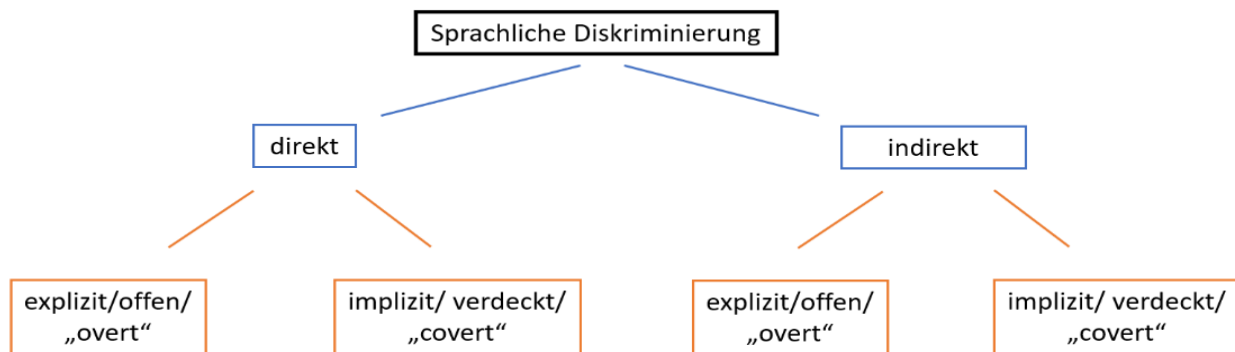 Sprachliche Diskriminierung
direkt
indirekt
explizit/offen/
„overt“
implizit/ verdeckt/
„covert“
explizit/offen/
„overt“
implizit/ verdeckt/
„covert“